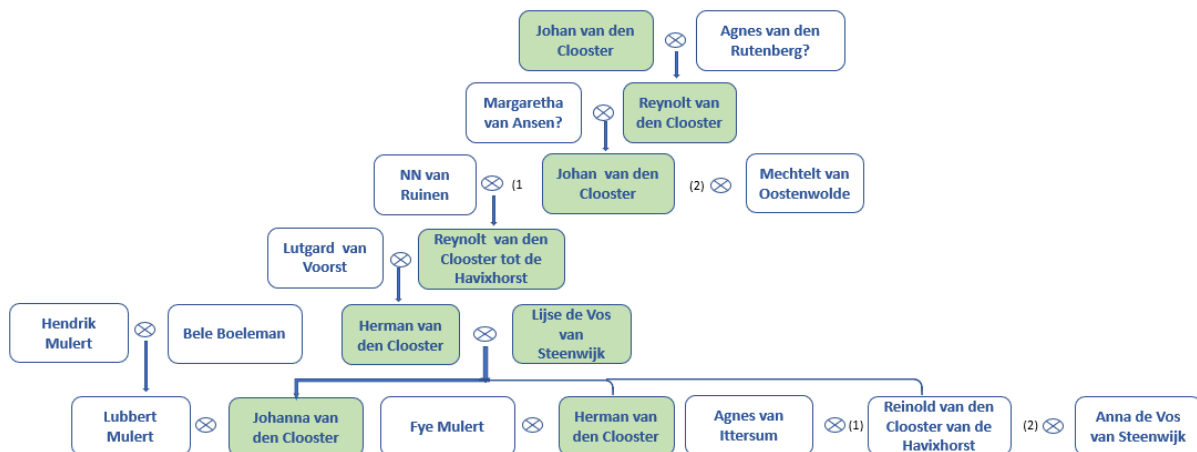 Johan van den
Clooster
Agnes van den
Rutenberg?
Margaretha
van Ansen?
Reynolt van
den Clooster
NN van
Ruinen
(1
Johan van den
Clooster
(2)
Mechtelt van
Oostenwolde
Lutgard van
Voorst
Reynolt van den
Clooster tot de
Havixhorst
Hendrik
Mulert
Bele Boeleman
Herman van
den Clooster
Lijse de Vos
van
Steenwijk
Lubbert
Mulert
Johanna van
den Clooster
Fye Mulert
Herman van
den Clooster
Agnes van
Ittersum
(1)
Reinold van den
Clooster van de
Havixhorst
(2)
Anna de Vos
van Steenwijk